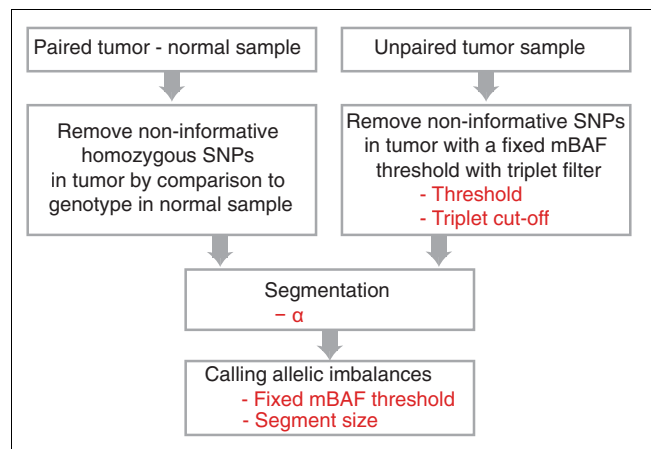 Paired tumor - normal sample
Unpaired tumor sample
Remove non-informative
homozygous SNPs
in tumor by comparison to
genotype in normal sample
Remove non-informative SNPs
in tumor with a fixed mBAF
threshold with triplet filter
- Threshold
- Triplet cut-off
Segmentation
− α
Calling allelic imbalances
- Fixed mBAF threshold
- Segment size